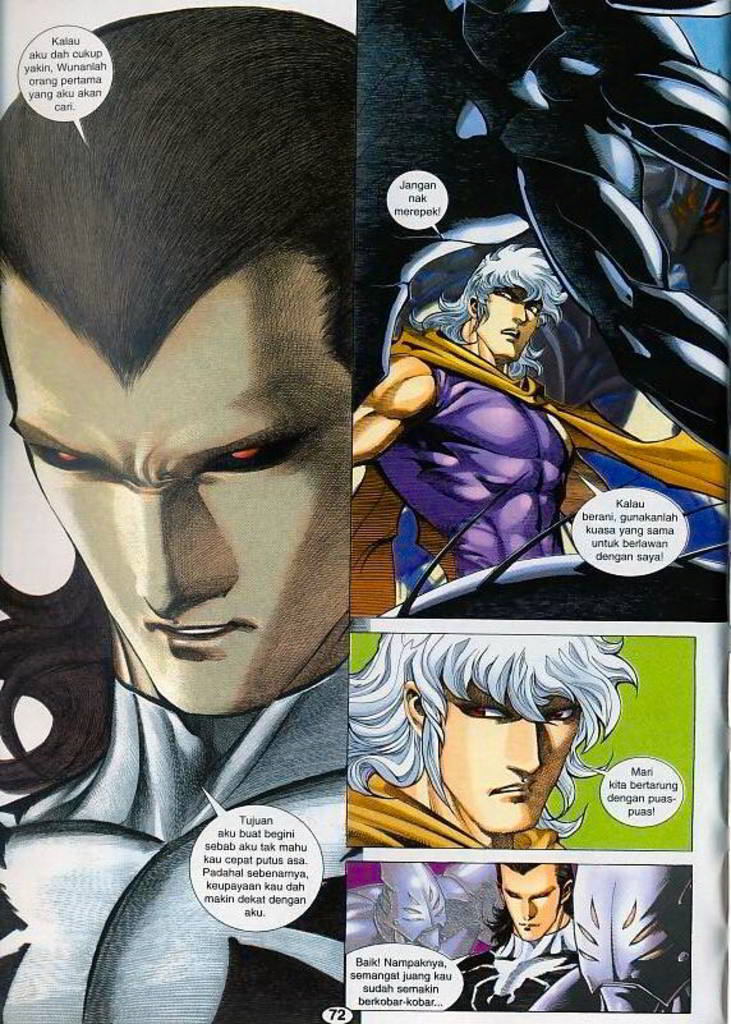 Kalau
aku dah cukup
yakin, Wunanlah
orang pertama
yang aku akan
cari.
Tujuan
aku buat begini
sebab aku tak mahu
kau cepat putus asa.
Padahal sebenarnya,
keupayaan kau dah
makin dekat dengan
aku.
Jangan
nak
merepek!
Kalau
berani, gunakanlah
kuasa yang sama
untuk berlawan
dengan saya!
Mari
kita bertarung
dengan puas-
puas!
Baik! Nampaknya,
semangat juang kau
sudah semakin
berkobar-kobar...
72